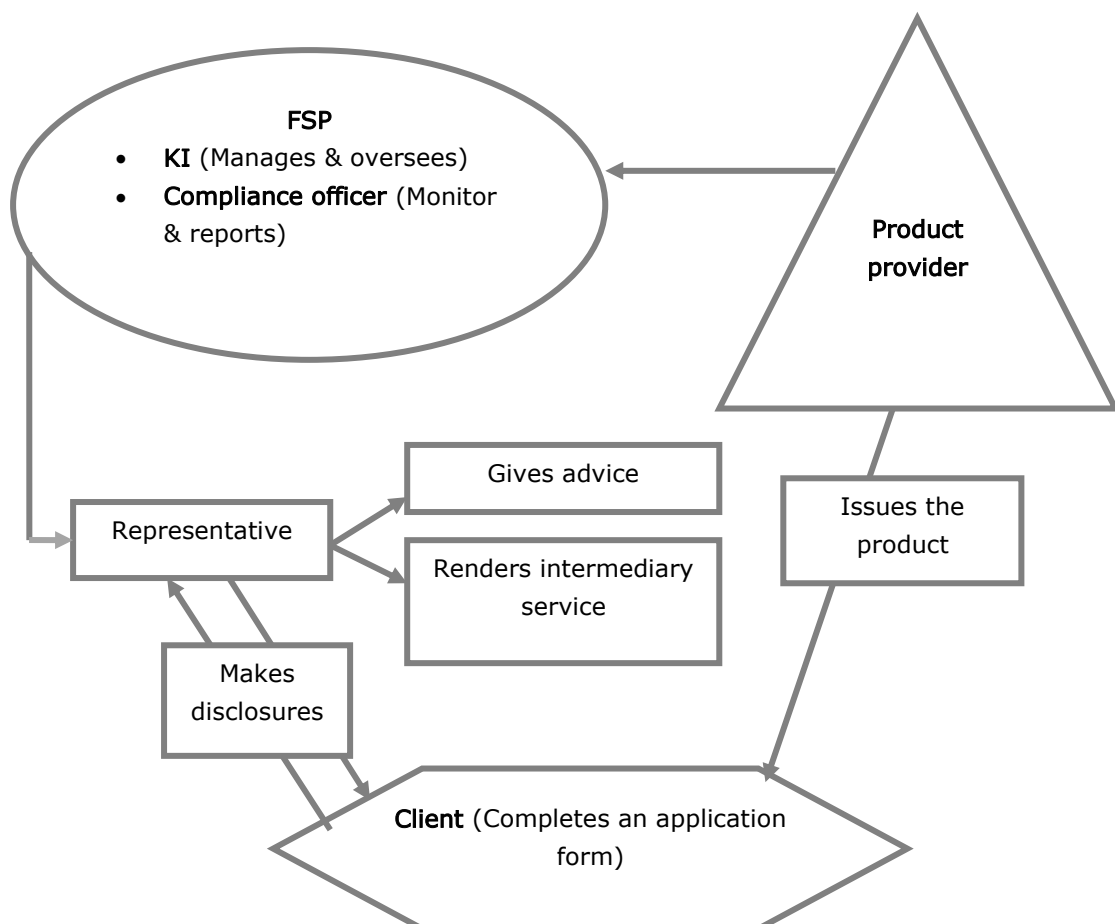 FSP
• KI (Manages & oversees)
• Compliance officer (Monitor
& reports)
Product
provider
Gives advice
Representative
Issues the
product
Renders intermediary
service
Makes
disclosures
Client (Completes an application
form)